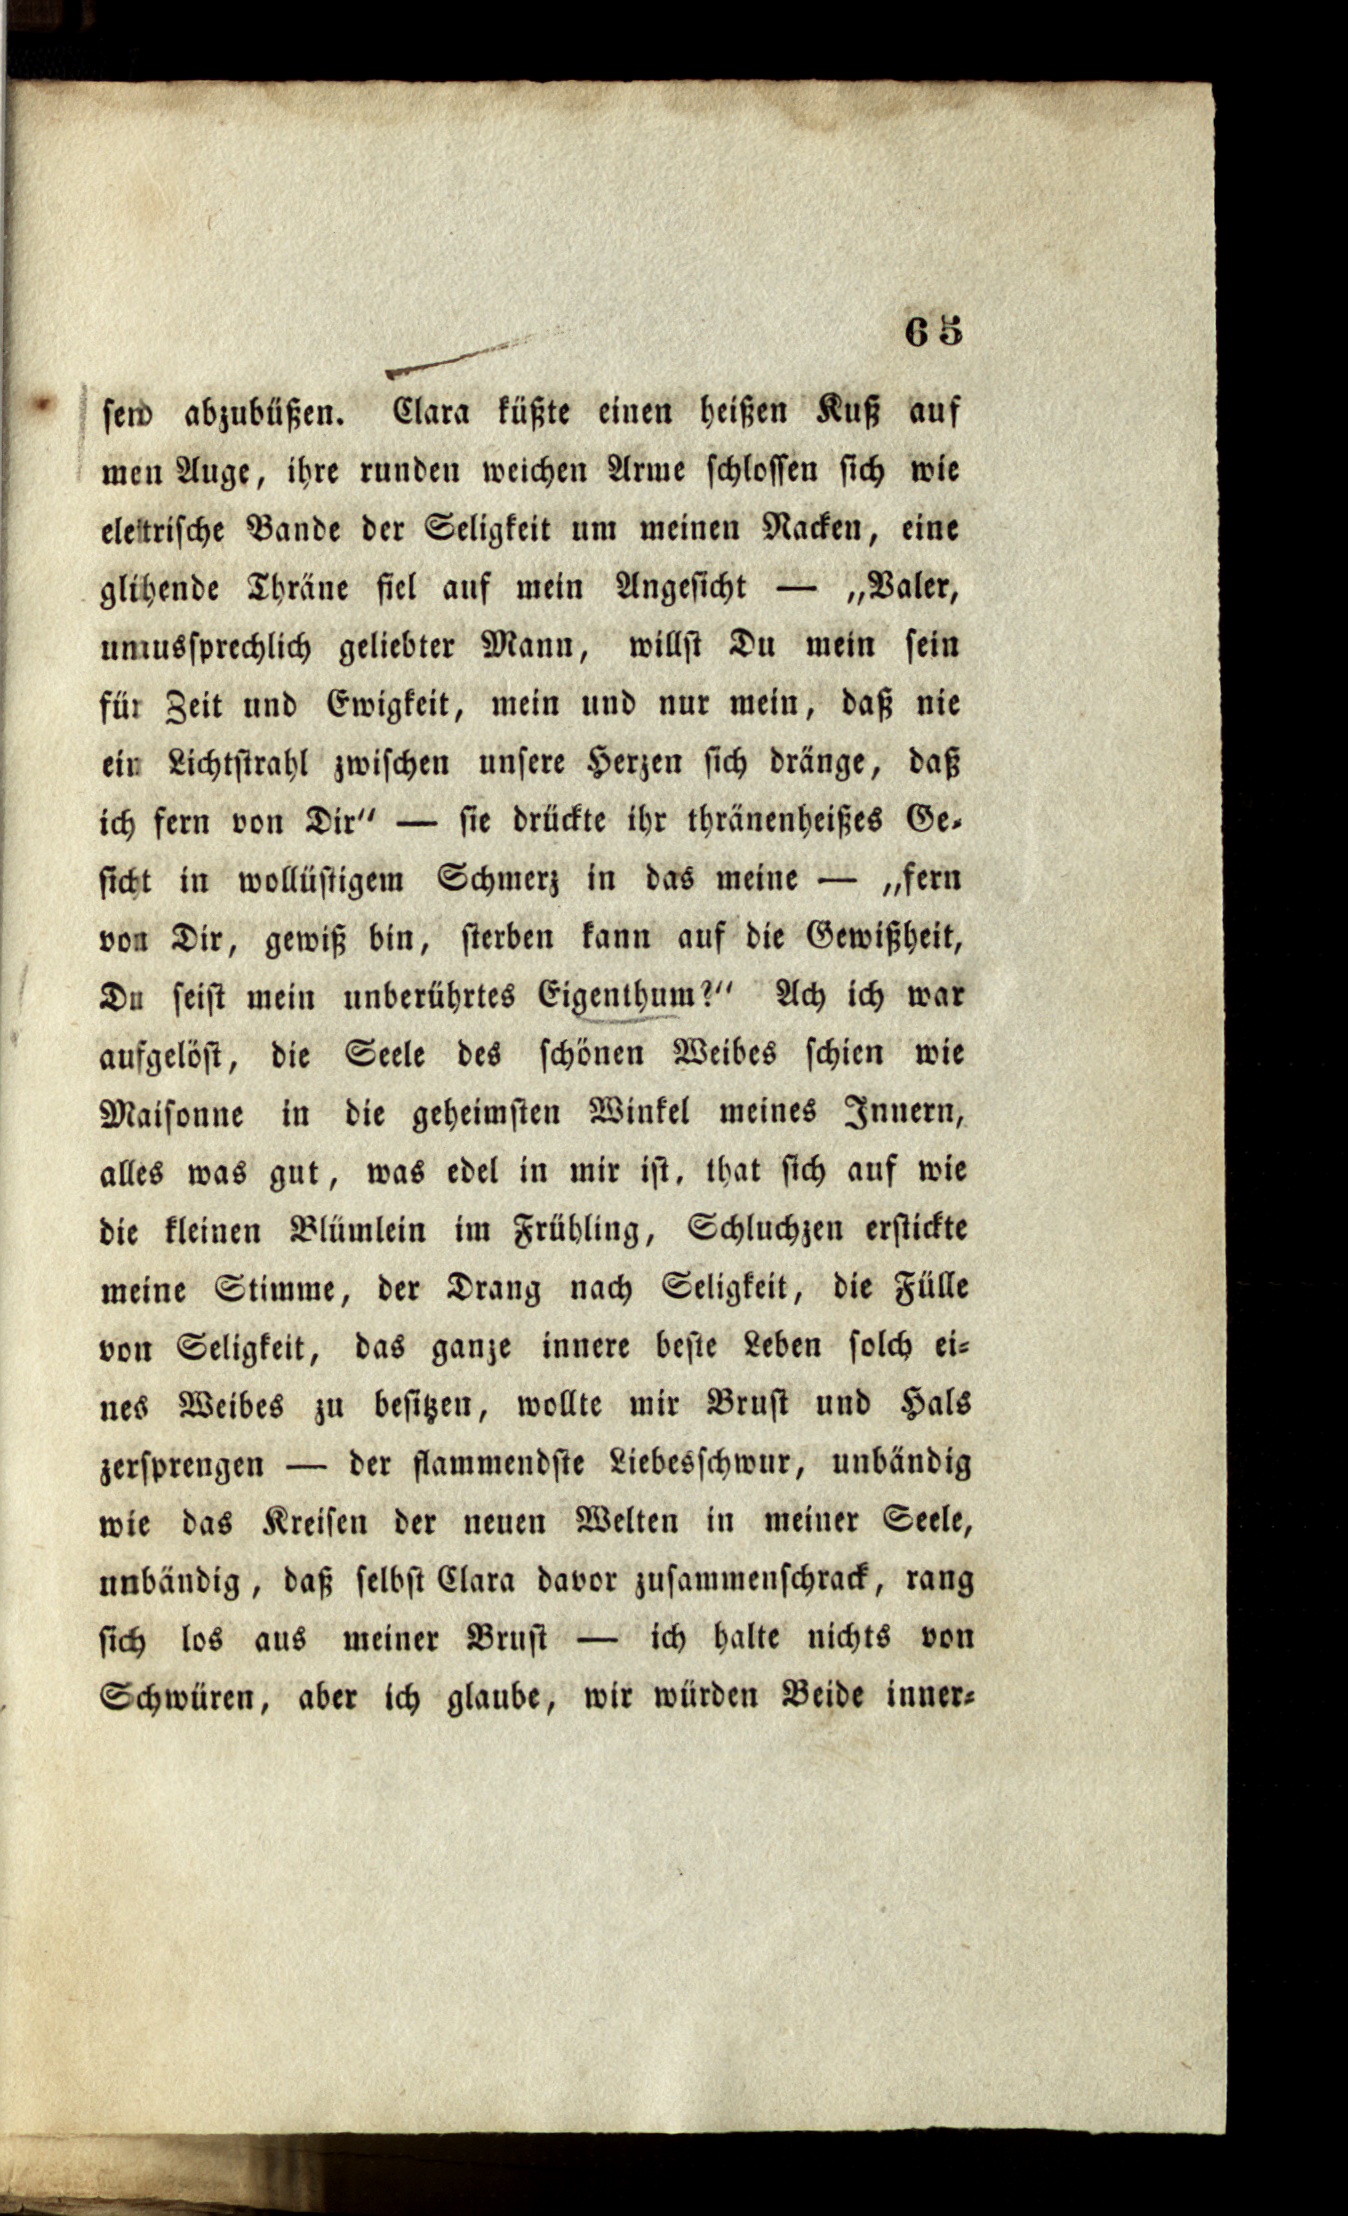 65
send abzubüßen. Clara küßte einen heißen Kuß auf
mein Auge, ihre runden weichen Arme schlossen sich wie
elektrische Bande der Seligkeit um meinen Nacken, eine
glühende Thräne fiel auf mein Angesicht — „Valer,
unaussprechlich geliebter Mann, willst Du mein sein
für Zeit und Ewigkeit, mein und nur mein, daß nie
ein Lichtstrahl zwischen unsere Herzen sich dränge, daß
ich fern von Dir“ — sie drückte ihr thränenheißes Ge-
sicht in wollüstigem Schmerz in das meine — „fern
von Dir, gewiß bin, sterben kann auf die Gewißheit,
Du seist mein unberührtes Eigenthum?“ Ach ich war
aufgelöst, die Seele des schönen Weibes schien wie
Maisonne in die geheimsten Winkel meines Innern,
alles was gut, was edel in mir ist, that sich auf wie
die kleinen Blümlein im Frühling, Schluchzen erstickte
meine Stimme, der Drang nach Seligkeit, die Fülle
von Seligkeit, das ganze innere beste Leben solch ei-
nes Weibes zu besitzen, wollte mir Brust und Hals
zersprengen — der flammendste Liebesschwur, unbändig
wie das Kreisen der neuen Welten in meiner Seele,
unbändig, daß selbst Clara davor zusammenschrack, rang
sich los aus meiner Brust — ich halte nichts von
Schwüren, aber ich glaube, wir würden Beide inner-